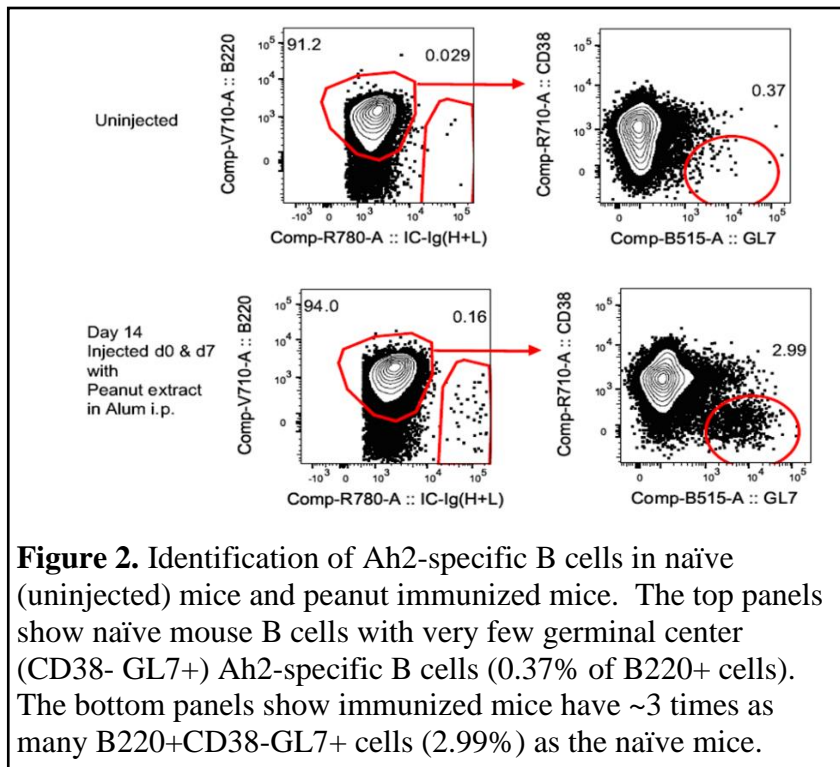 91.2
0.029
10^5
10^4
10^3
0
Comp-V710-A :: B220
-10^3 0 10^3 10^4 10^5
Comp-R780-A :: IC-Ig(H+L)
Uninjected
0.37
10^5
10^4
10^3
0
Comp-R710-A :: CD38
0 10^3 10^4 10^5
Comp-B515-A :: GL7
94.0
0.16
10^5
10^4
10^3
0
Comp-V710-A :: B220
-10^3 0 10^3 10^4 10^5
Comp-R780-A :: IC-Ig(H+L)
Day 14
Injected d0 & d7
with
Peanut extract
in Alum i.p.
2.99
10^5
10^4
10^3
0
Comp-R710-A :: CD38
0 10^3 10^4 10^5
Comp-B515-A :: GL7
Figure 2. Identification of Ah2-specific B cells in naïve
(uninjected) mice and peanut immunized mice. The top panels
show naïve mouse B cells with very few germinal center
(CD38- GL7+) Ah2-specific B cells (0.37% of B220+ cells).
The bottom panels show immunized mice have ~3 times as
many B220+CD38-GL7+ cells (2.99%) as the naïve mice.